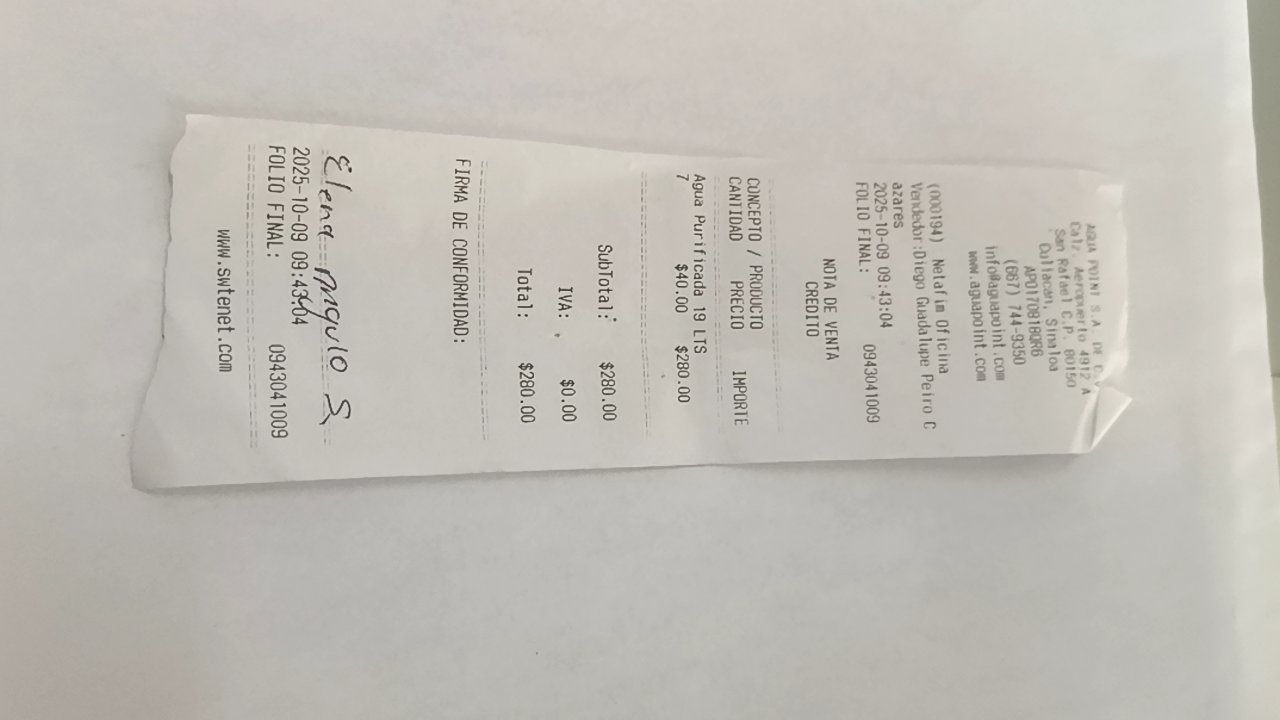 AGUA POINT S.A. DE C.
Calz. Aeropuerto 4912 A
San Rafael C.P. 80150
Culiacan, Sinaloa
APO170818QR6
(667) 744-9350
info@aguapoint.com
www.aguapoint.com
(000194) Netafim Oficina
Vendedor:Diego Guadalupe Peiro C
azares
2025-10-09 09:43:04
FOLIO FINAL: 0943041009
NOTA DE VENTA
CREDITO
CONCEPTO / PRODUCTO
CANTIDAD PRECIO IMPORTE
Agua Purificada 19 LTS
7 $40.00 $280.00
SubTotal: $280.00
IVA: $0.00
Total: $280.00
FIRMA DE CONFORMIDAD:
Elena Angulo S
2025-10-09 09:43:04
FOLIO FINAL: 0943041009
www.swtenet.com